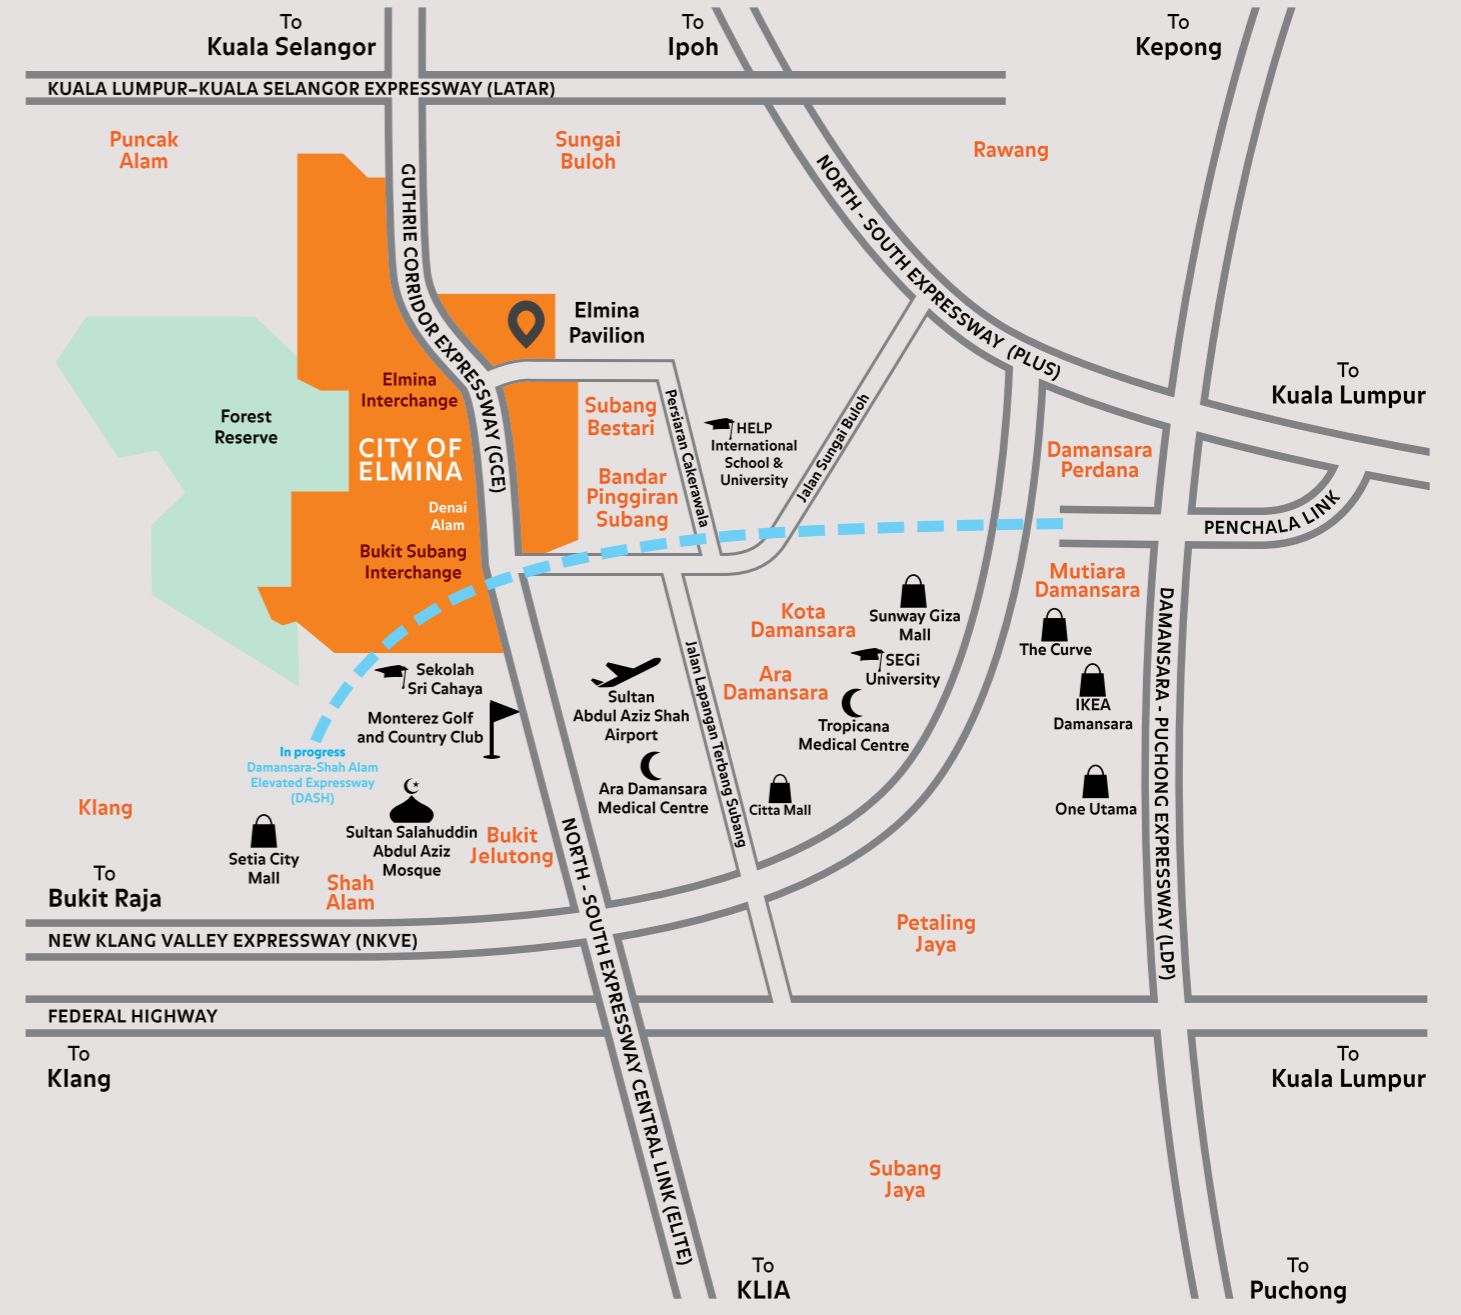 To
Kuala Selangor
To
Ipoh
To
Kepong
KUALA LUMPUR–KUALA SELANGOR EXPRESSWAY (LATAR)
Puncak
Alam
Sungai
Buloh
Rawang
GUTHRIE CORRIDOR EXPRESSWAY (GCE)
NORTH - SOUTH EXPRESSWAY (PLUS)
Elmina
Pavilion
To
Kuala Lumpur
Elmina
Interchange
Forest
Reserve
CITY OF
ELMINA
Subang
Bestari
Persiaran Cakerawala
HELP
International
School &
University
Jalan Sungai Buloh
Damansara
Perdana
Bandar
Pinggiran
Subang
Denai
Alam
PENCHALA LINK
Bukit Subang
Interchange
Mutiara
Damansara
Kota
Damansara
Sunway Giza
Mall
The Curve
DAMANSARA - PUCHONG EXPRESSWAY (LDP)
Sekolah
Sri Cahaya
Jalan Lapangan Terbang Subang
Ara
Damansara
SEGi
University
Sultan
Abdul Aziz Shah
Airport
IKEA
Damansara
Monterez Golf
and Country Club
Tropicana
Medical Centre
In progress
Damansara-Shah Alam
Elevated Expressway
(DASH)
Ara Damansara
Medical Centre
Citta Mall
One Utama
Klang
Setia City
Mall
Sultan Salahuddin
Abdul Aziz
Mosque
Bukit
Jelutong
NORTH - SOUTH EXPRESSWAY CENTRAL LINK (ELITE)
To
Bukit Raja
Shah
Alam
Petaling
Jaya
NEW KLANG VALLEY EXPRESSWAY (NKVE)
FEDERAL HIGHWAY
To
Klang
To
Kuala Lumpur
Subang
Jaya
To
KLIA
To
Puchong